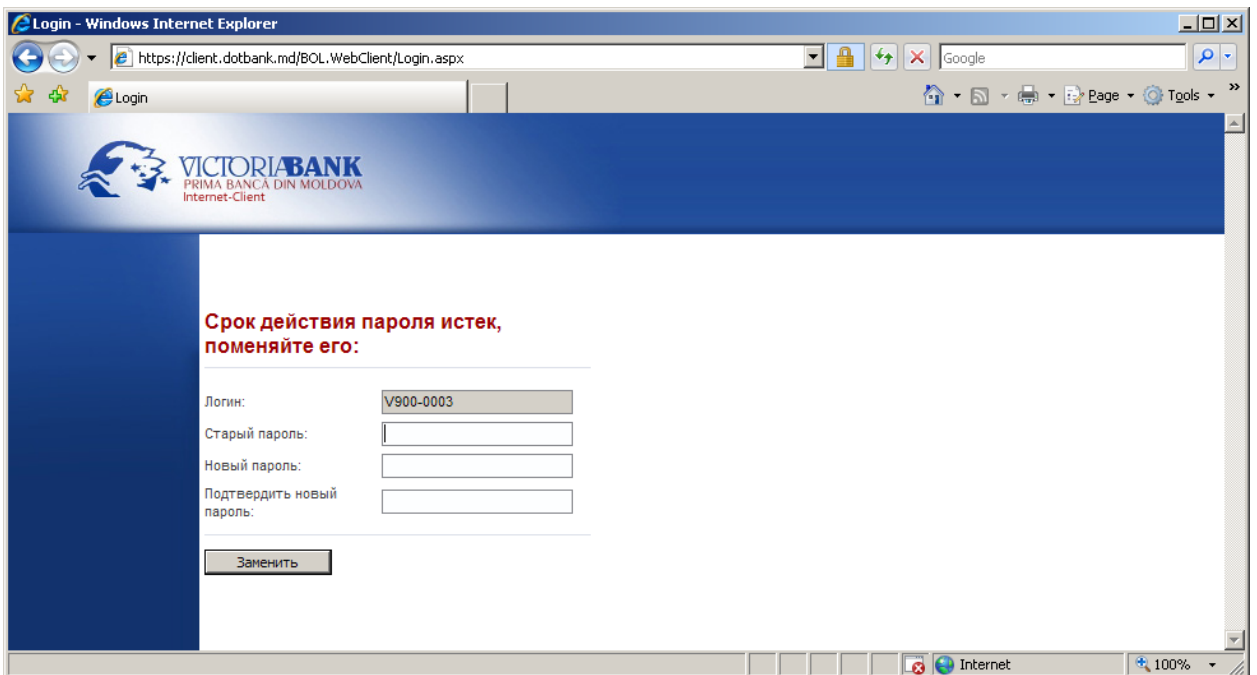 Login - Windows Internet Explorer
https://client.dotbank.md/BOL.WebClient/Login.aspx
Google
Login
Page
Tools
»
VICTORIABANK
PRIMA BANCĂ DIN MOLDOVA
Internet-Client
Срок действия пароля истек,
поменяйте его:
Логин:
V900-0003
Старый пароль:
Новый пароль:
Подтвердить новый
пароль:
Заменить
Internet
100%